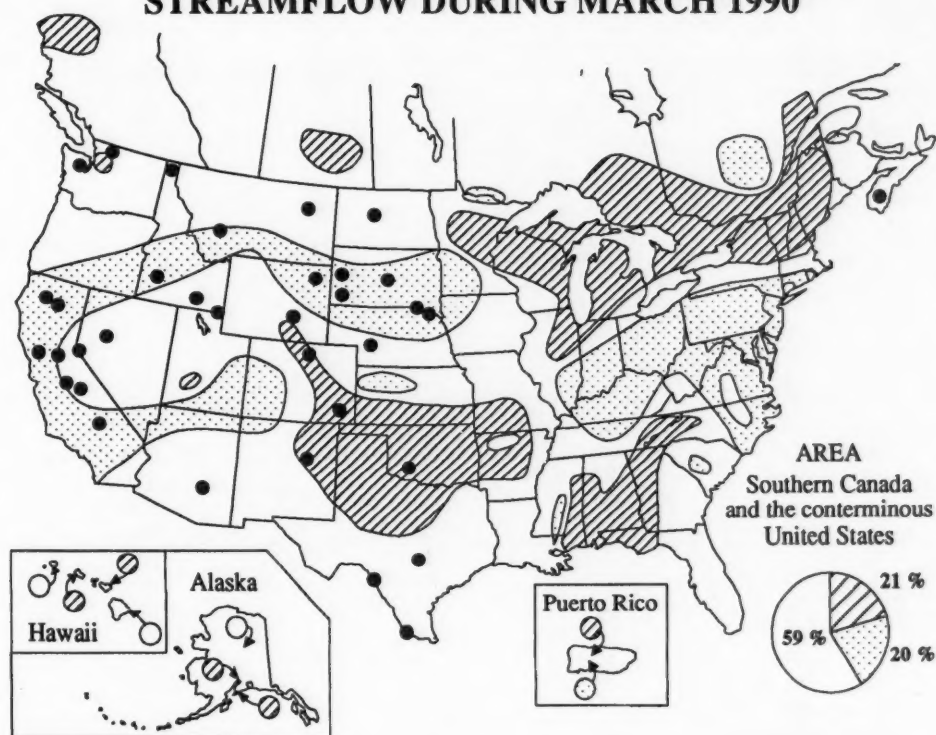 STREAMFLOW DURING MARCH 1990
AREA
Southern Canada
and the conterminous
United States
21 %
59 %
20 %
Alaska
Hawaii
Puerto Rico